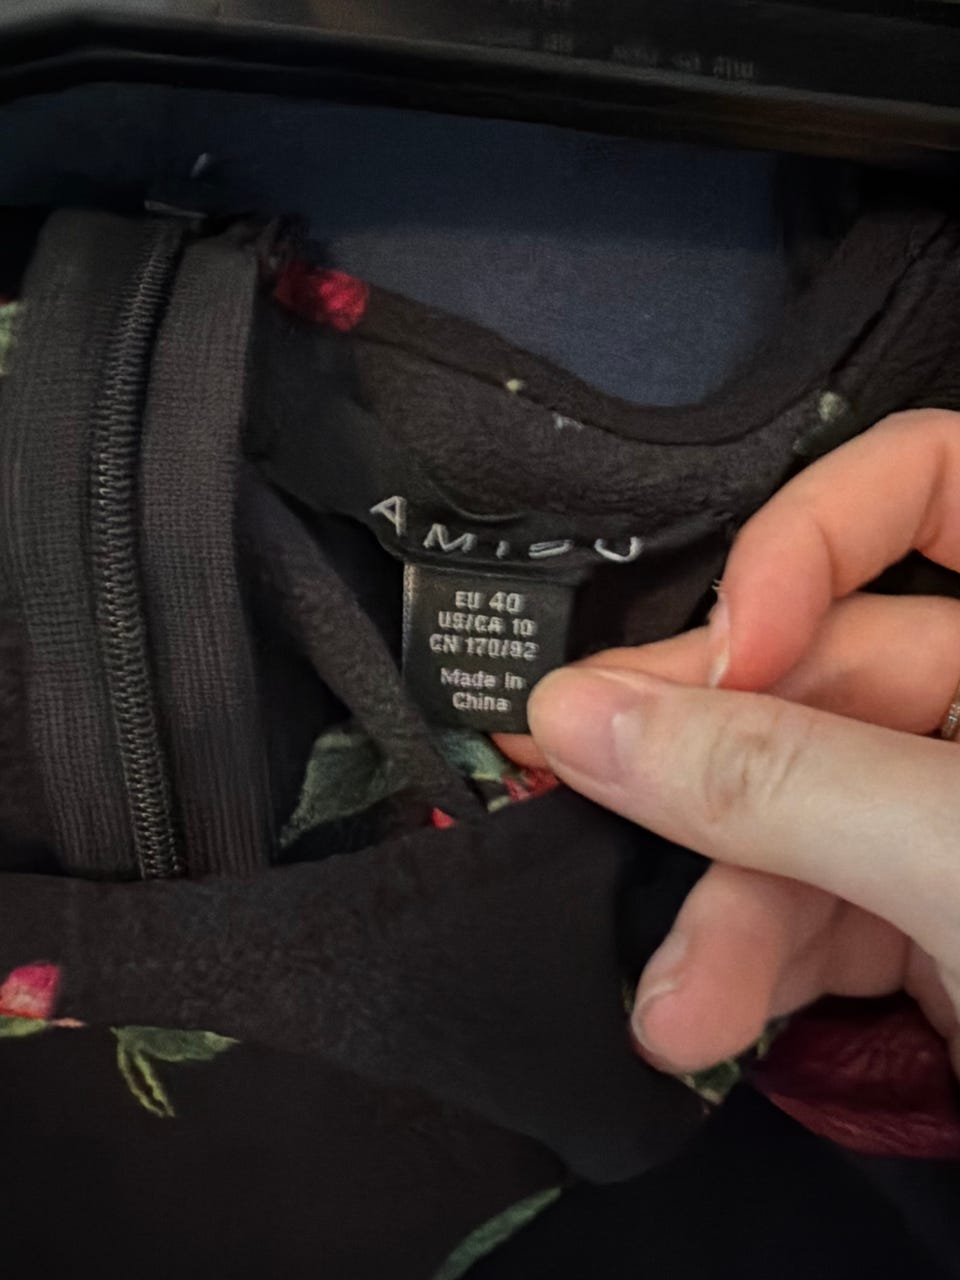 AMISU
EU 40
US/CA 10
CN 170/92
Made in
China